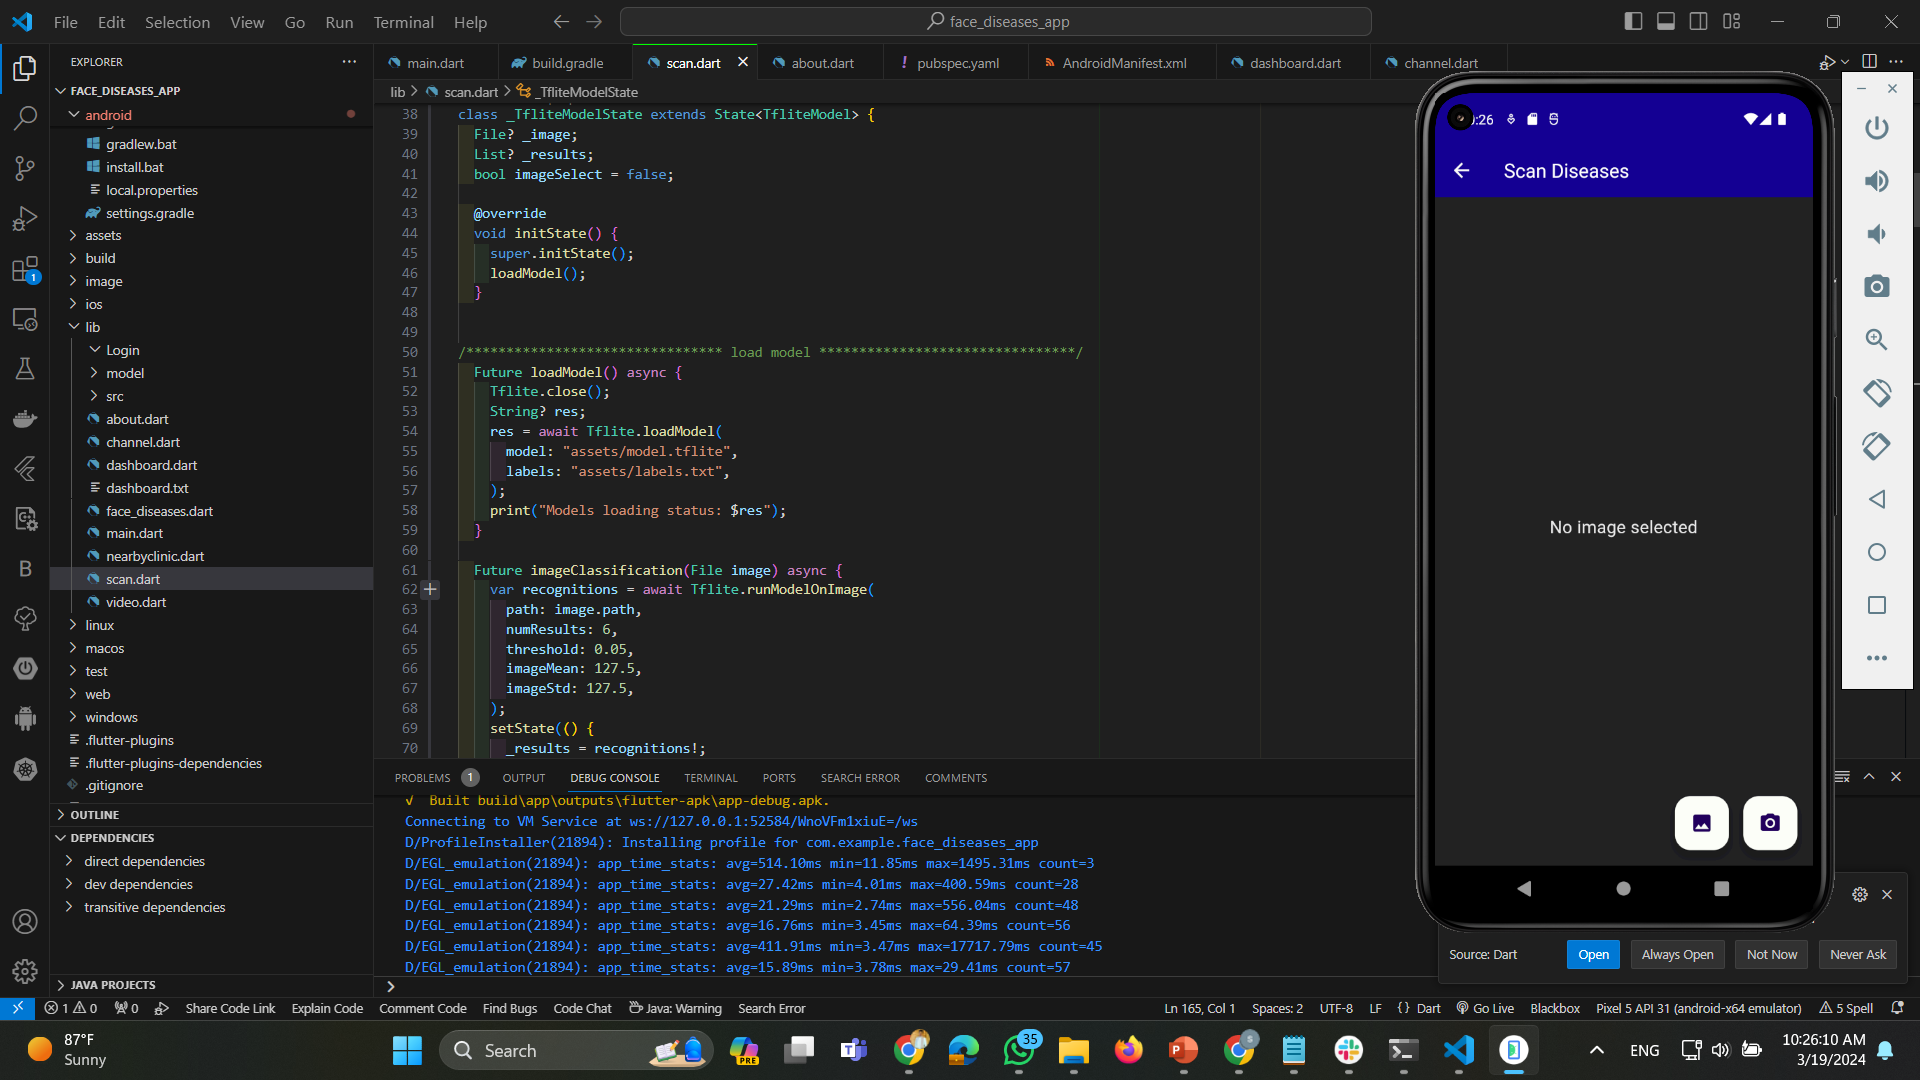 File Edit Selection View Go Run Terminal Help
face_diseases_app
EXPLORER
main.dart
build.gradle
scan.dart
about.dart
! pubspec.yaml
AndroidManifest.xml
dashboard.dart
channel.dart
lib > scan.dart > _TfliteModelState
FACE_DISEASES_APP
android
gradlew.bat
install.bat
local.properties
settings.gradle
assets
build
image
ios
lib
Login
model
src
about.dart
channel.dart
dashboard.dart
dashboard.txt
face_diseases.dart
main.dart
nearbyclinic.dart
scan.dart
video.dart
linux
macos
test
web
windows
.flutter-plugins
.flutter-plugins-dependencies
.gitignore
OUTLINE
DEPENDENCIES
direct dependencies
dev dependencies
transitive dependencies
JAVA PROJECTS
1
B
38 class _TfliteModelState extends State<TfliteModel> {
39 File? _image;
40 List? _results;
41 bool imageSelect = false;
42
43 @override
44 void initState() {
45 super.initState();
46 loadModel();
47 }
48
49
50 /******************************** load model ********************************/
51 Future loadModel() async {
52 Tflite.close();
53 String? res;
54 res = await Tflite.loadModel(
55 model: "assets/model.tflite",
56 labels: "assets/labels.txt",
57 );
58 print("Models loading status: $res");
59 }
60
61 Future imageClassification(File image) async {
62 var recognitions = await Tflite.runModelOnImage(
63 path: image.path,
64 numResults: 6,
65 threshold: 0.05,
66 imageMean: 127.5,
67 imageStd: 127.5,
68 );
69 setState(() {
70 _results = recognitions!;
PROBLEMS 1 OUTPUT DEBUG CONSOLE TERMINAL PORTS SEARCH ERROR COMMENTS
√ Built build\app\outputs\flutter-apk\app-debug.apk.
Connecting to VM Service at ws://127.0.0.1:52584/WnoVFm1xiuE=/ws
D/ProfileInstaller(21894): Installing profile for com.example.face_diseases_app
D/EGL_emulation(21894): app_time_stats: avg=514.10ms min=11.85ms max=1495.31ms count=3
D/EGL_emulation(21894): app_time_stats: avg=27.42ms min=4.01ms max=400.59ms count=28
D/EGL_emulation(21894): app_time_stats: avg=21.29ms min=2.74ms max=556.04ms count=48
D/EGL_emulation(21894): app_time_stats: avg=16.76ms min=3.45ms max=64.39ms count=56
D/EGL_emulation(21894): app_time_stats: avg=411.91ms min=3.47ms max=17717.79ms count=45
D/EGL_emulation(21894): app_time_stats: avg=15.89ms min=3.78ms max=29.41ms count=57
:26
Scan Diseases
No image selected
Source: Dart
Open
Always Open
Not Now
Never Ask
1 0 0 Share Code Link Explain Code Comment Code Find Bugs Code Chat Java: Warning Search Error
Ln 165, Col 1 Spaces: 2 UTF-8 LF {} Dart Go Live Blackbox Pixel 5 API 31 (android-x64 emulator) 5 Spell
87°F
Sunny
Search
PRE
35
ENG
10:26:10 AM
3/19/2024